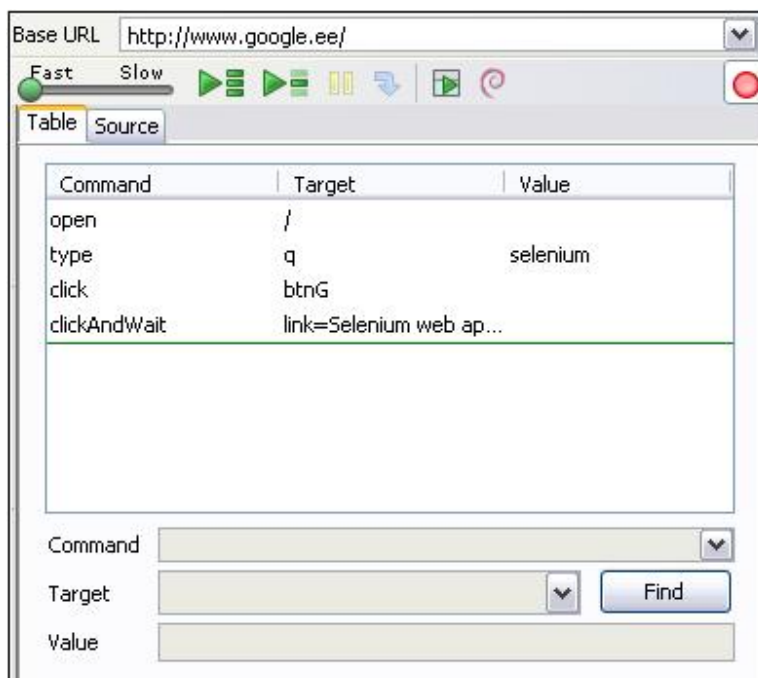 Base URL http://www.google.ee/
Fast Slow
Table Source
Command Target Value
open /
type q selenium
click btnG
clickAndWait link=Selenium web ap...
Command
Target Find
Value